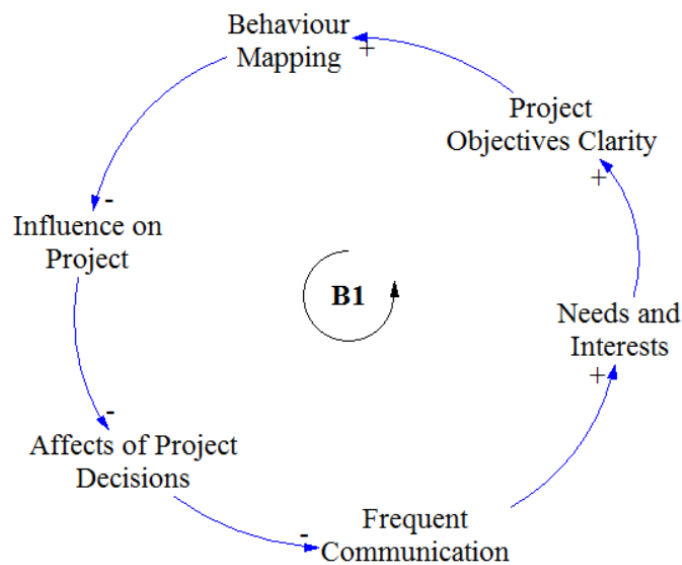 Behaviour
Mapping
+
Project
Objectives Clarity
+
-
Influence on
Project
B1
Needs and
Interests
+
-
Affects of Project
Decisions
-
Frequent
Communication